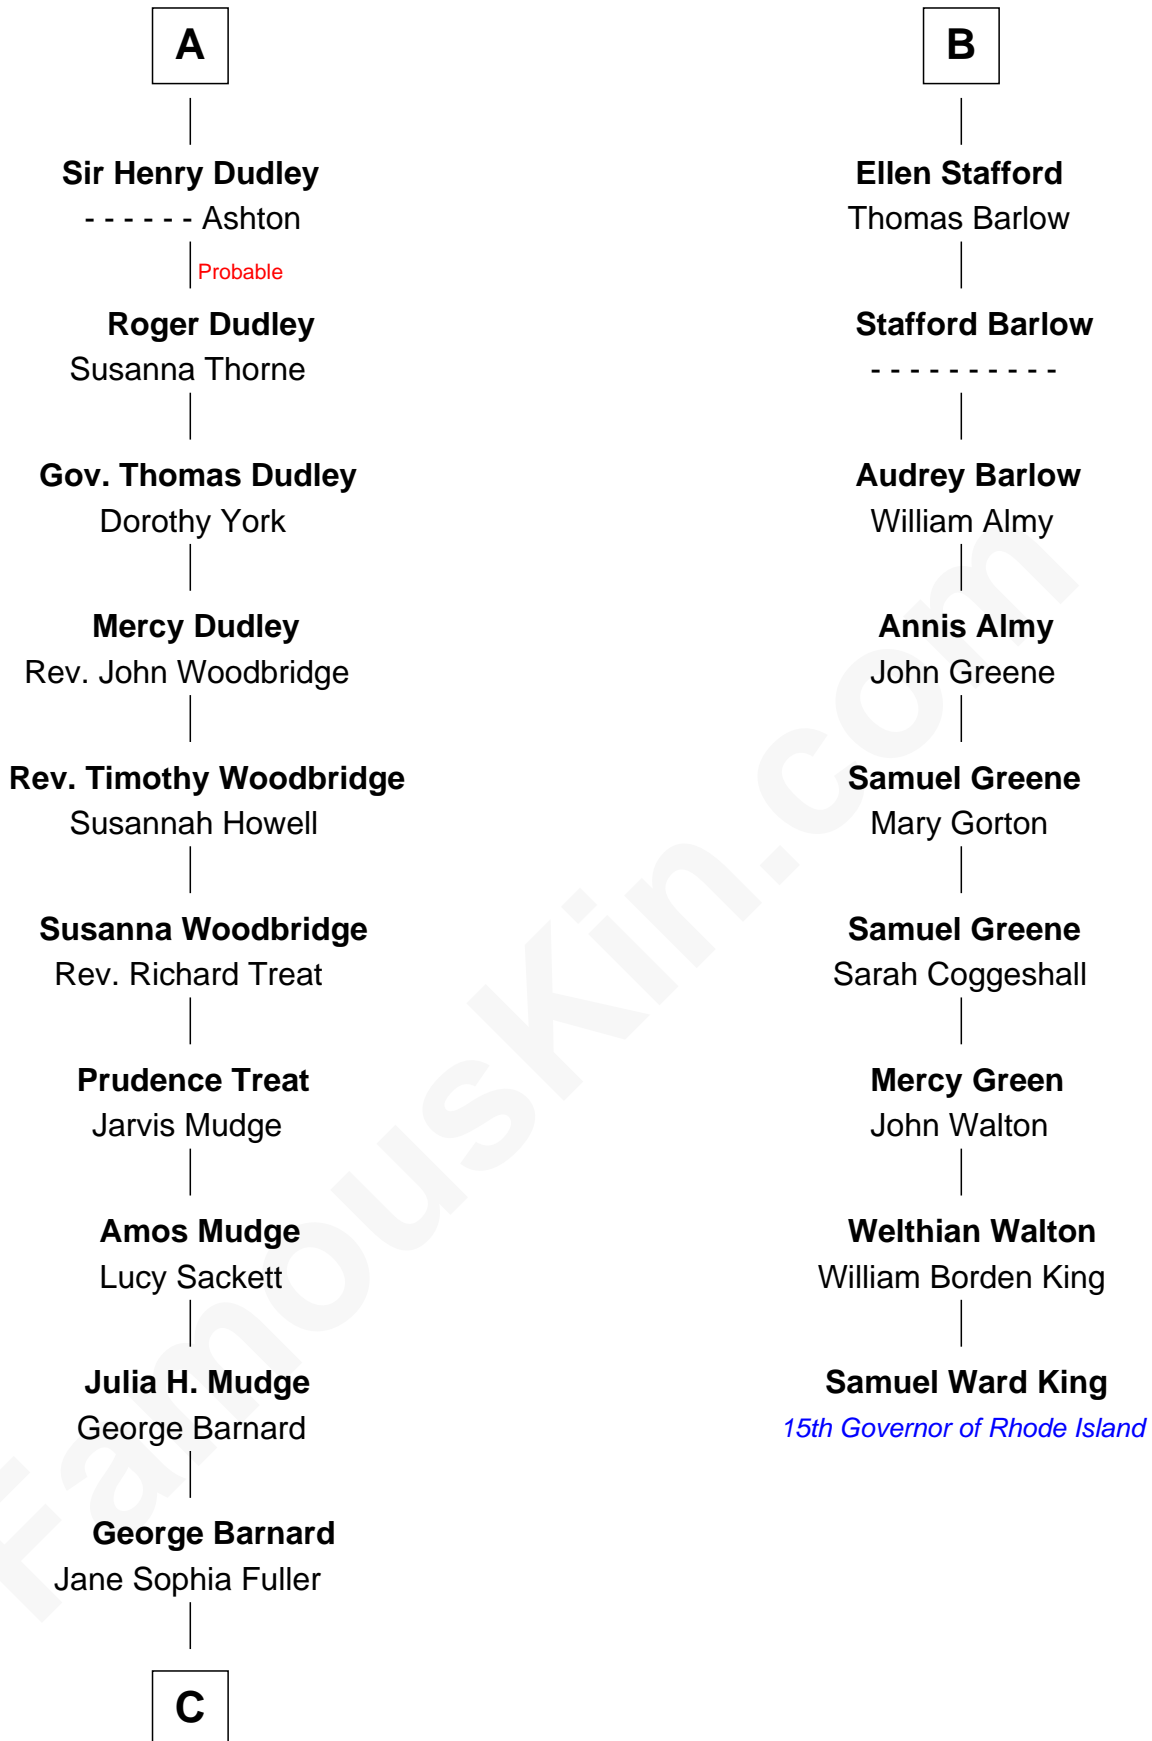 A
Sir Henry Dudley
- - - - - - Ashton
Probable
Roger Dudley
Susanna Thorne
Gov. Thomas Dudley
Dorothy York
Mercy Dudley
Rev. John Woodbridge
Rev. Timothy Woodbridge
Susannah Howell
Susanna Woodbridge
Rev. Richard Treat
Prudence Treat
Jarvis Mudge
Amos Mudge
Lucy Sackett
Julia H. Mudge
George Barnard
George Barnard
Jane Sophia Fuller
C
B
Ellen Stafford
Thomas Barlow
Stafford Barlow
- - - - - - - - - -
Audrey Barlow
William Almy
Annis Almy
John Greene
Samuel Greene
Mary Gorton
Samuel Greene
Sarah Coggeshall
Mercy Green
John Walton
Welthian Walton
William Borden King
Samuel Ward King
15th Governor of Rhode Island
FamousKin.com